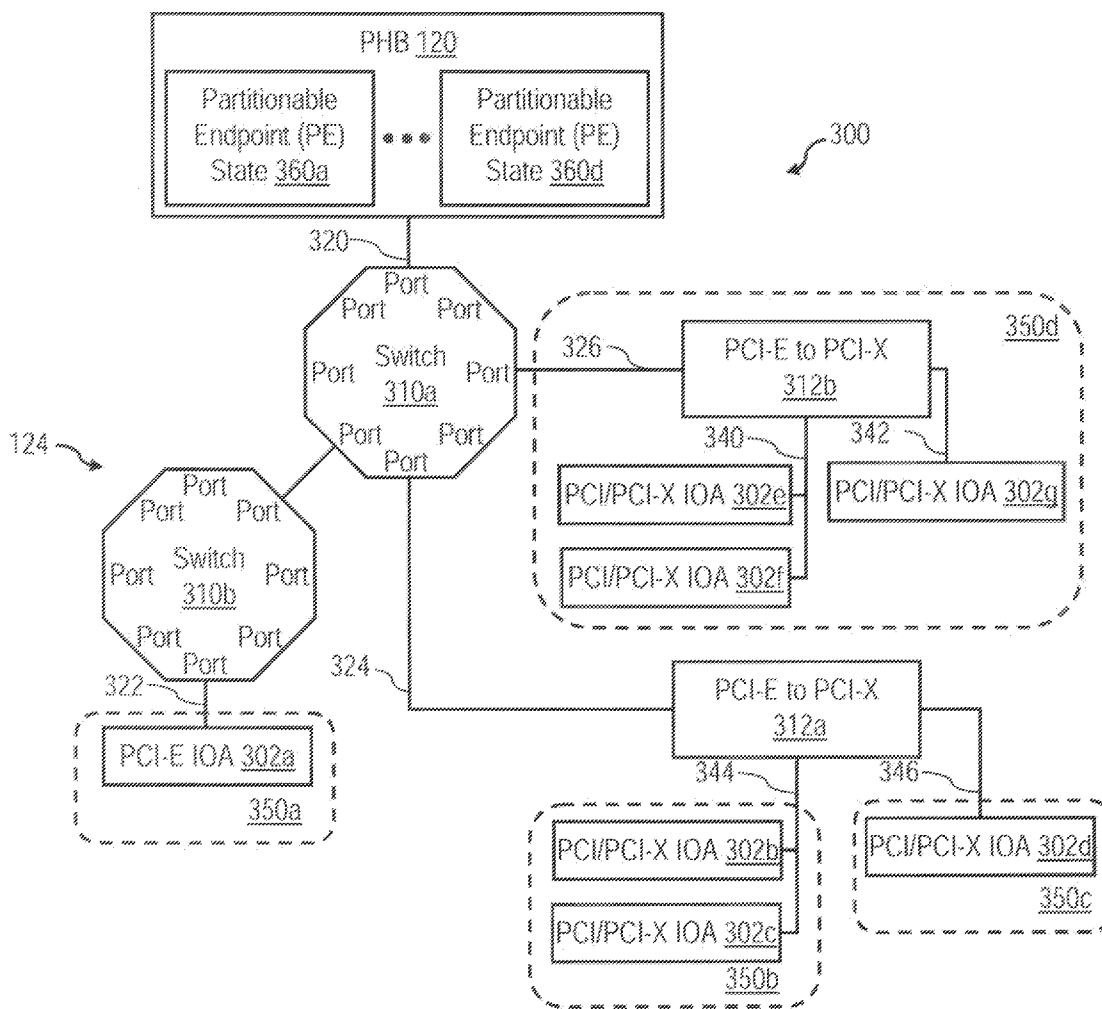 PHB 120
Partitionable
Endpoint (PE)
State 360a
•••
Partitionable
Endpoint (PE)
State 360d
300
320
Port
Port
Port
Port
Switch
310a
Port
Port
Port
Port
326
PCI-E to PCI-X
312b
350d
340
342
PCI/PCI-X IOA 302e
PCI/PCI-X IOA 302g
PCI/PCI-X IOA 302f
124
Port
Port
Port
Port
Switch
310b
Port
Port
Port
Port
322
PCI-E IOA 302a
350a
324
PCI-E to PCI-X
312a
344
346
PCI/PCI-X IOA 302b
PCI/PCI-X IOA 302c
350b
PCI/PCI-X IOA 302d
350c